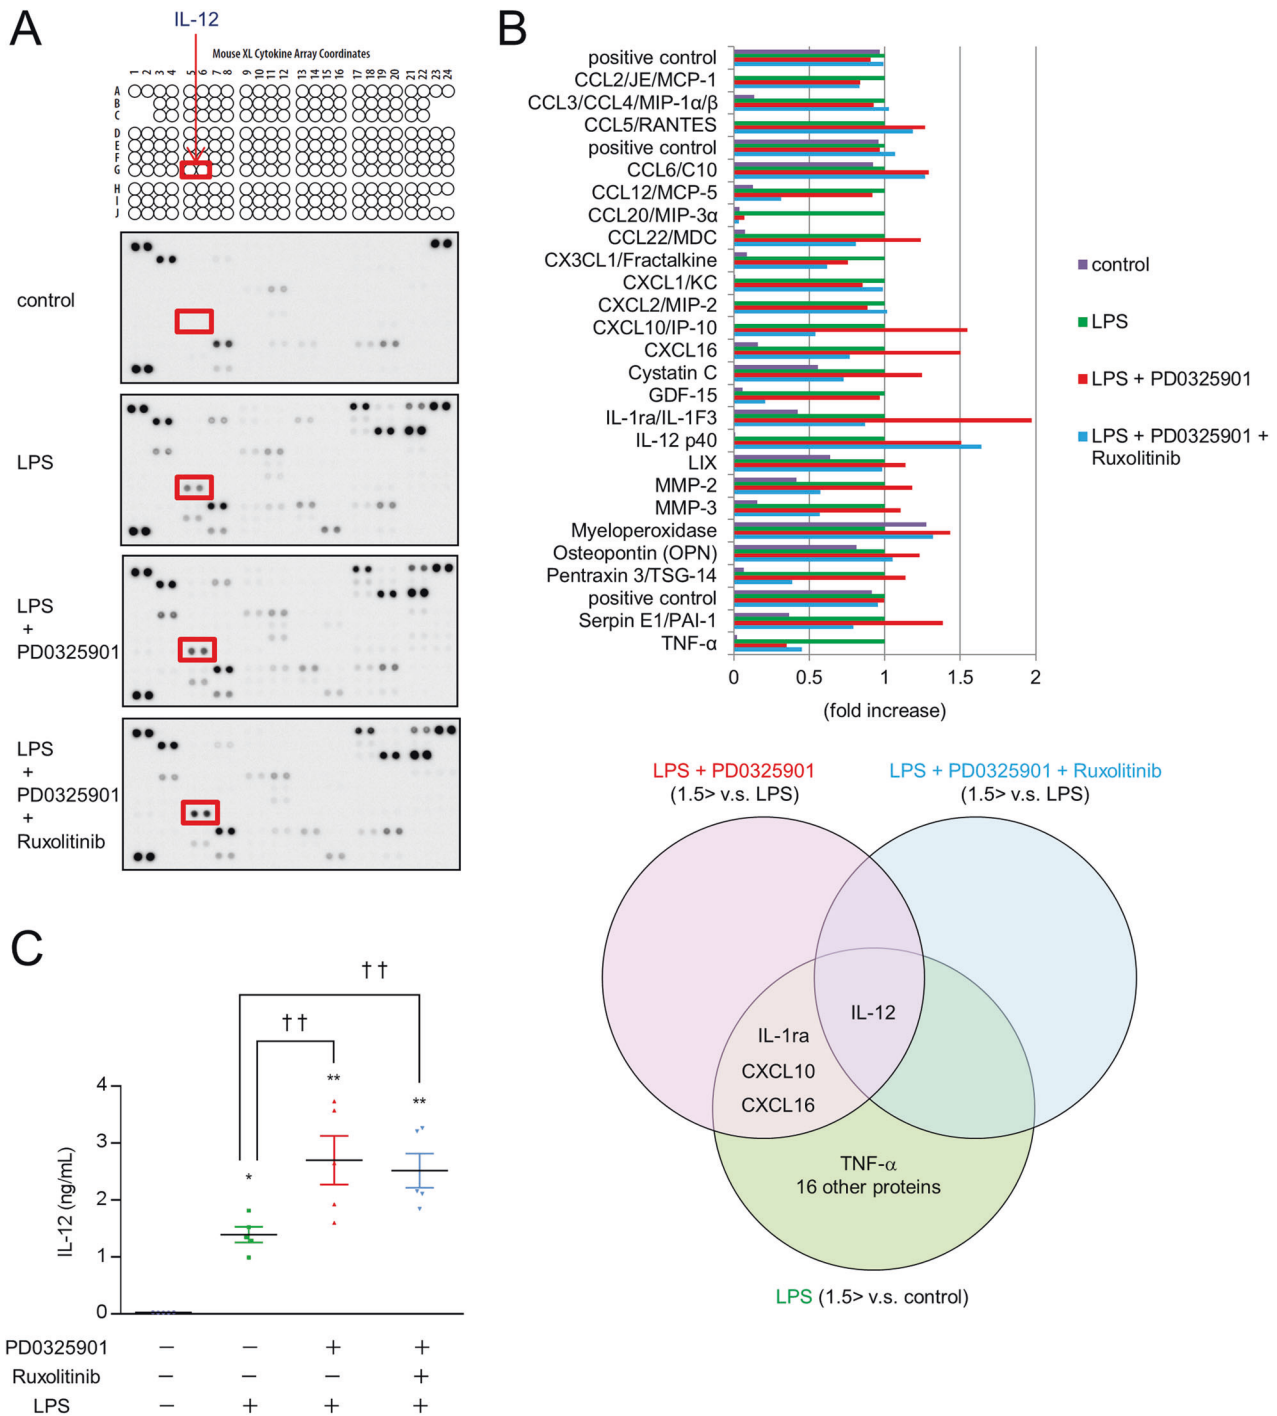 A
IL-12
Mouse XL Cytokine Array Coordinates
1 2 3 4 5 6 7 8 9 10 11 12 13 14 15 16 17 18 19 20 21 22 23 24
A
B
C
D
E
F
G
H
I
J
control
LPS
LPS
+
PD0325901
LPS
+
PD0325901
+
Ruxolitinib
B
positive control
CCL2/JE/MCP-1
CCL3/CCL4/MIP-1α/β
CCL5/RANTES
positive control
CCL6/C10
CCL12/MCP-5
CCL20/MIP-3α
CCL22/MDC
CX3CL1/Fractalkine
CXCL1/KC
CXCL2/MIP-2
CXCL10/IP-10
CXCL16
Cystatin C
GDF-15
IL-1ra/IL-1F3
IL-12 p40
LIX
MMP-2
MMP-3
Myeloperoxidase
Osteopontin (OPN)
Pentraxin 3/TSG-14
positive control
Serpin E1/PAI-1
TNF-α
0 0.5 1 1.5 2
(fold increase)
control
LPS
LPS + PD0325901
LPS + PD0325901 +
Ruxolitinib
LPS + PD0325901
(1.5> v.s. LPS)
LPS + PD0325901 + Ruxolitinib
(1.5> v.s. LPS)
IL-12
IL-1ra
CXCL10
CXCL16
TNF-α
16 other proteins
LPS (1.5> v.s. control)
C
††
††
** 
**
*
4
3
2
1
0
IL-12 (ng/mL)
PD0325901 − − + +
Ruxolitinib − − − +
LPS − + + +